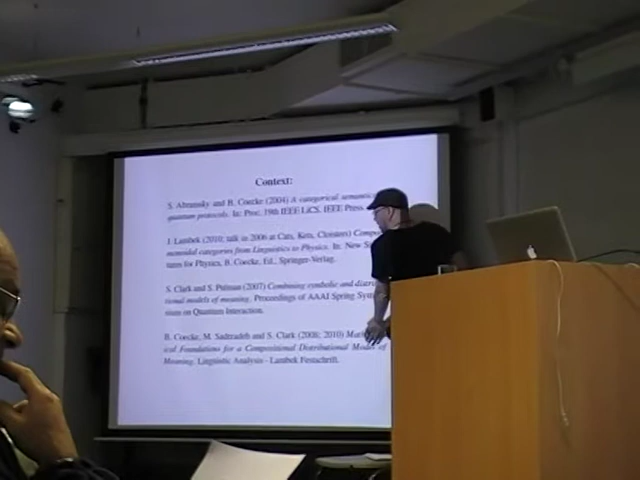 Context:
S. Abramsky and B. Coecke (2004) A categorical semantics
quantum protocols. In: Proc. 19th IEEE LiCS. IEEE Press
J. Lambek (2010; talk in 2006 at Cats, Kets, Cloisters) Compa
monoidal categories from Linguistics to Physics. In: New S
tures for Physics, B. Coecke, Ed., Springer-Verlag.
S. Clark and S. Pulman (2007) Combining symbolic and distri
tional models of meaning. Proceedings of AAAI Spring Sy
sium on Quantum Interaction.
B. Coecke, M. Sadrzadeh and S. Clark (2008; 2010) Ma
ical Foundations for a Compositional Distributional Model of
Meaning. Linguistic Analysis - Lambek Festschrift.